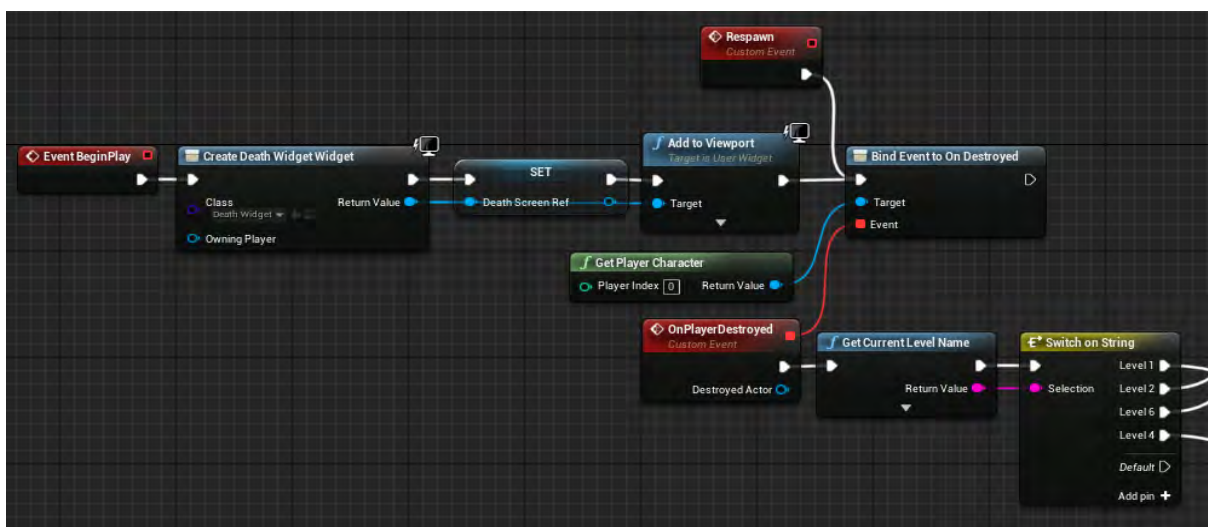 Respawn
Custom Event
Event BeginPlay
Create Death Widget Widget
Class
Death Widget
Return Value
Owning Player
SET
Death Screen Ref
f Add to Viewport
Target is User Widget
Target
Bind Event to On Destroyed
Target
Event
f Get Player Character
Player Index 0
Return Value
OnPlayerDestroyed
Custom Event
Destroyed Actor
f Get Current Level Name
Return Value
Switch on String
Selection
Level 1
Level 2
Level 6
Level 4
Default
Add pin +